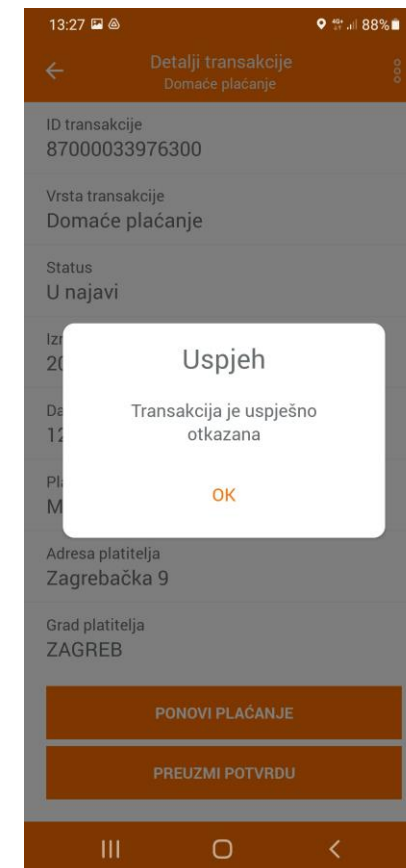 13:27 88%
Detalji transakcije
Domaće plaćanje
ID transakcije
87000033976300
Vrsta transakcije
Domaće plaćanje
Status
U najavi
Uspjeh
Transakcija je uspješno
otkazana
OK
Adresa platitelja
Zagrebačka 9
Grad platitelja
ZAGREB
PONOVI PLAĆANJE
PREUZMI POTVRDU